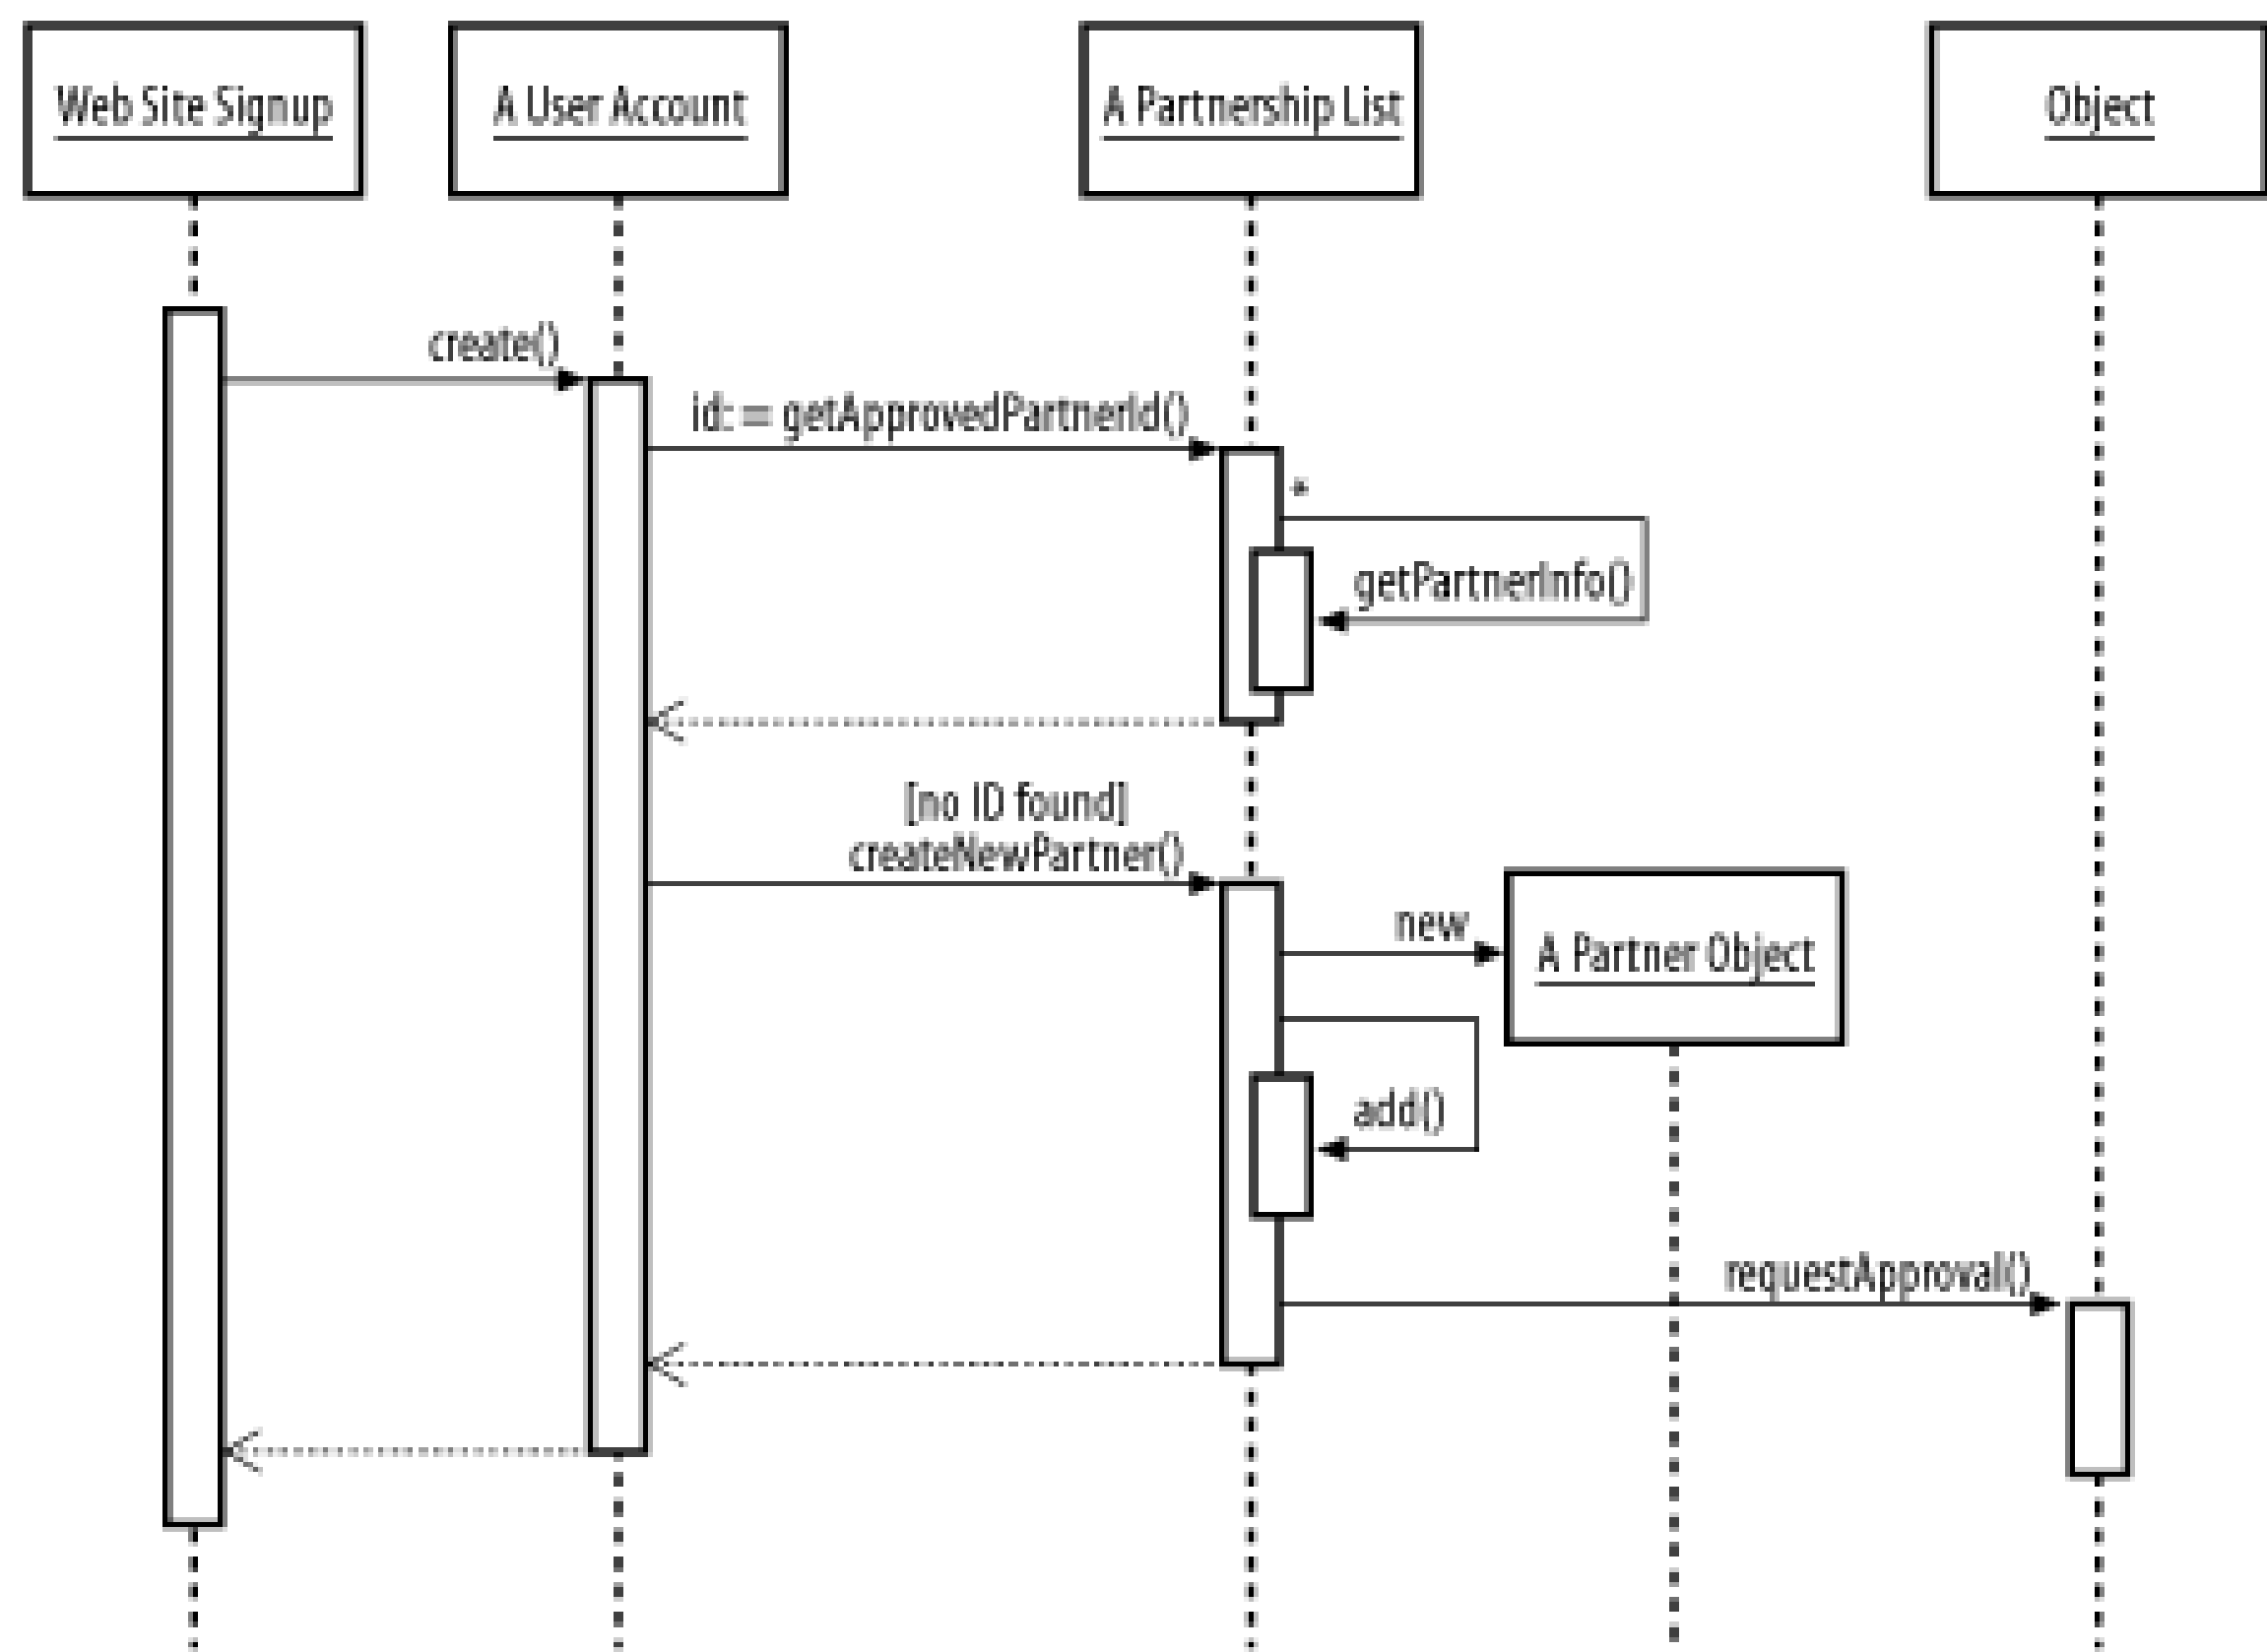 Web Site Signup
A User Account
A Partnership List
Object
create()
id: = getApprovedPartnerId()
*
getPartnerInfo()
[no ID found]
createNewPartner()
new
A Partner Object
add()
requestApproval()